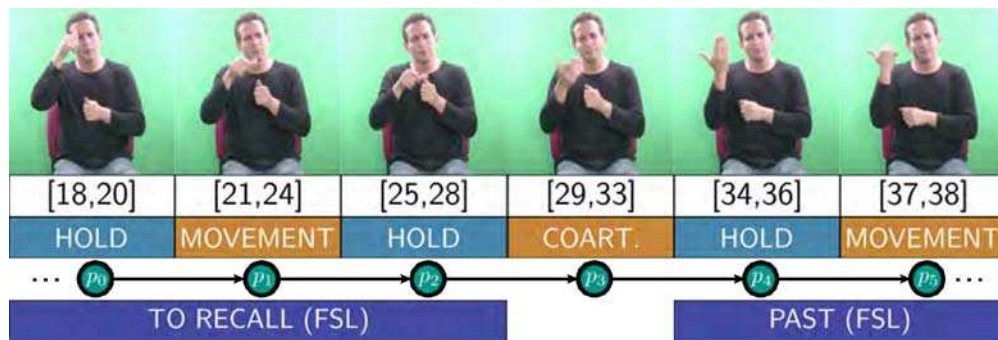 [18,20] [21,24] [25,28] [29,33] [34,36] [37,38]
HOLD MOVEMENT HOLD COART. HOLD MOVEMENT
... p₀ p₁ p₂ p₃ p₄ p₅ ...
TO RECALL (FSL) PAST (FSL)